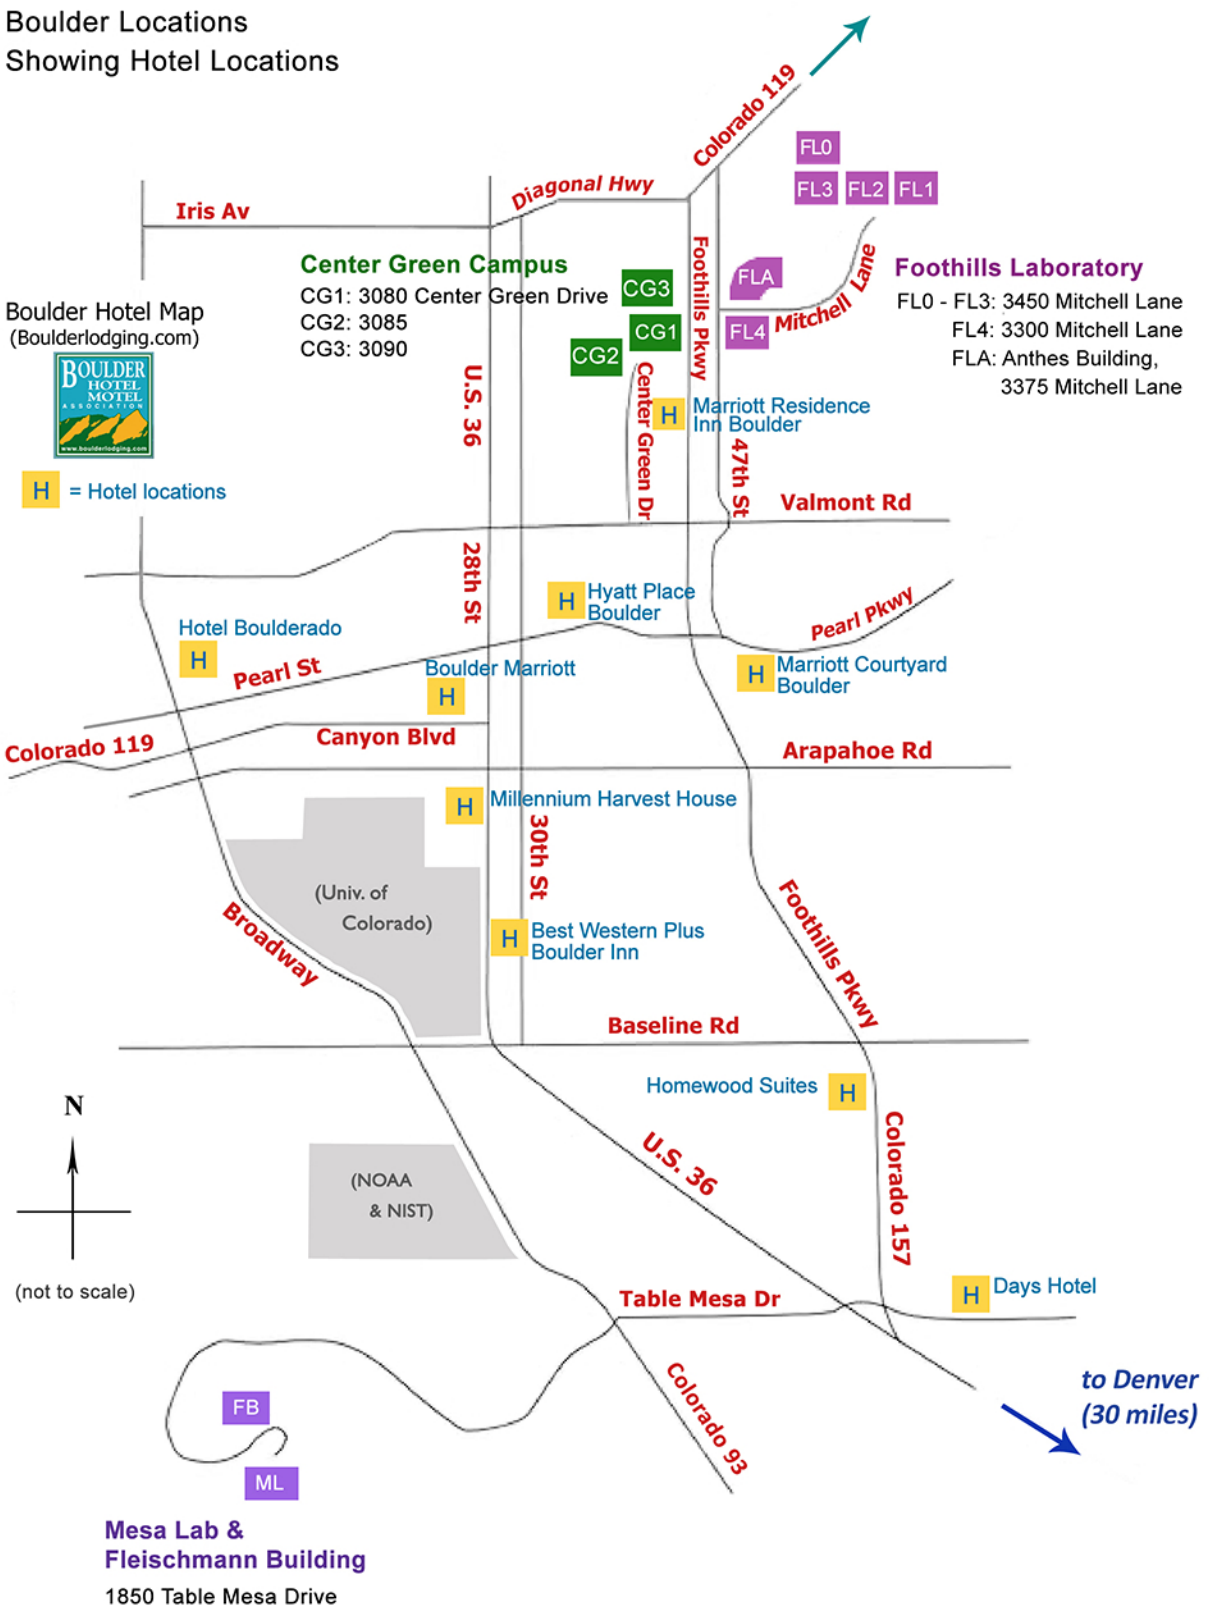 Boulder Locations
Showing Hotel Locations
Colorado 119
FL0
FL3 FL2 FL1
Diagonal Hwy
Iris Av
Foothills Pkwy
Center Green Campus
CG1: 3080 Center Green Drive
CG2: 3085
CG3: 3090
CG3
CG1
CG2
FLA
FL4
Mitchell Lane
Foothills Laboratory
FL0 - FL3: 3450 Mitchell Lane
FL4: 3300 Mitchell Lane
FLA: Anthes Building,
3375 Mitchell Lane
Boulder Hotel Map
(Boulderlodging.com)
BOULDER
HOTEL
MOTEL
ASSOCIATION
www.boulderlodging.com
H = Hotel locations
U.S. 36
Center Green Dr
H Marriott Residence
Inn Boulder
47th St
Valmont Rd
28th St
H Hyatt Place
Boulder
Pearl Pkwy
Hotel Boulderado
H
Pearl St
Boulder Marriott
H
H Marriott Courtyard
Boulder
Colorado 119
Canyon Blvd
Arapahoe Rd
H Millennium Harvest House
30th St
(Univ. of
Colorado)
Broadway
H Best Western Plus
Boulder Inn
Foothills Pkwy
Baseline Rd
Homewood Suites H
N
(not to scale)
(NOAA
& NIST)
U.S. 36
Colorado 157
H Days Hotel
Table Mesa Dr
Colorado 93
to Denver
(30 miles)
FB
ML
Mesa Lab &
Fleischmann Building
1850 Table Mesa Drive